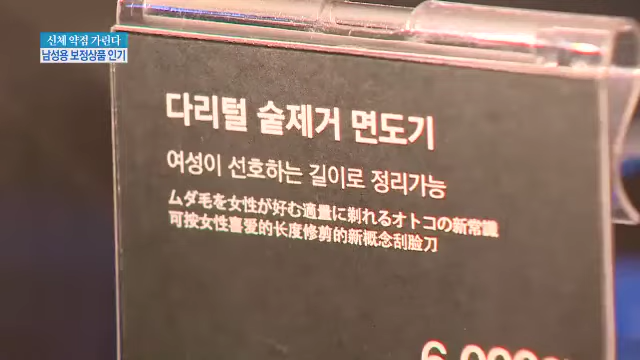 신체 약점 가린다
남성용 보정상품 인기
다리털 숱제거 면도기
여성이 선호하는 길이로 정리가능
ムダ毛を女性が好む適量に剃れるオトコの新常識
可按女性喜爱的长度修剪的新概念刮脸刀